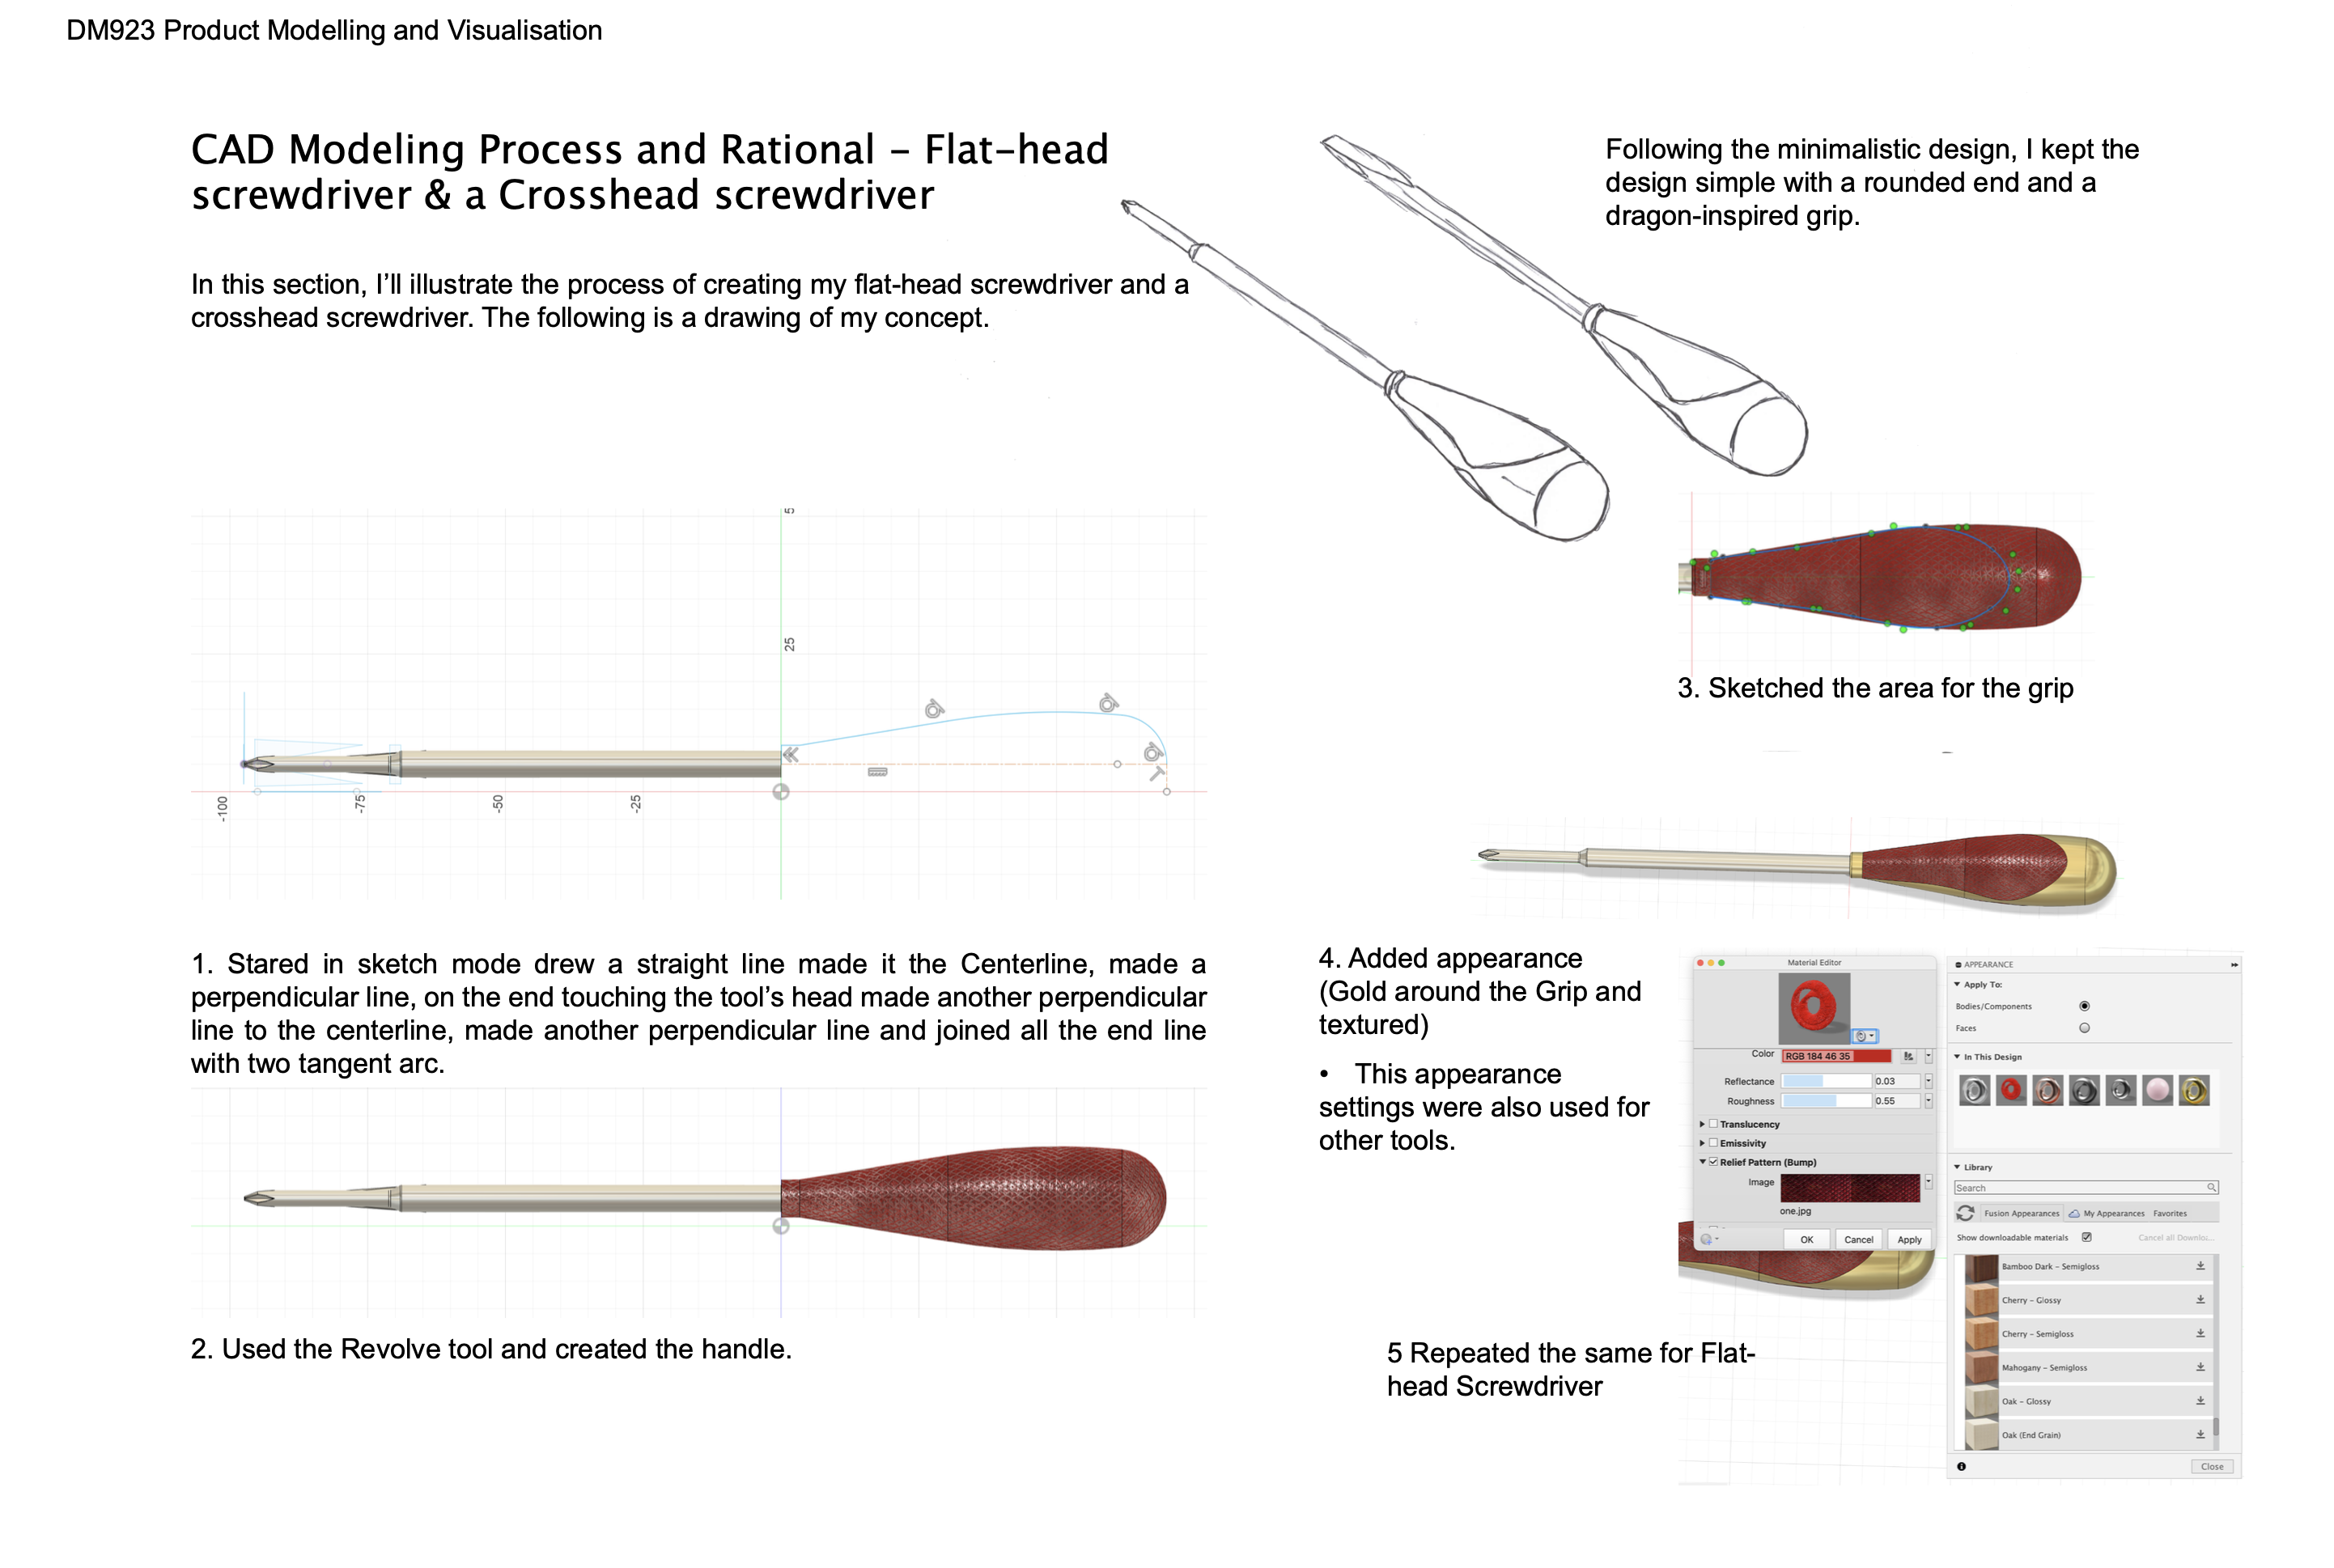 DM923 Product Modelling and Visualisation
CAD Modeling Process and Rational – Flat-head
screwdriver & a Crosshead screwdriver
In this section, I’ll illustrate the process of creating my flat-head screwdriver and a
crosshead screwdriver. The following is a drawing of my concept.
Following the minimalistic design, I kept the
design simple with a rounded end and a
dragon-inspired grip.
5
25
-100
-75
-50
-25
1. Stared in sketch mode drew a straight line made it the Centerline, made a
perpendicular line, on the end touching the tool’s head made another perpendicular
line to the centerline, made another perpendicular line and joined all the end line
with two tangent arc.
2. Used the Revolve tool and created the handle.
3. Sketched the area for the grip
4. Added appearance
(Gold around the Grip and
textured)
• This appearance
settings were also used for
other tools.
5 Repeated the same for Flat-
head Screwdriver
Material Editor
Color RGB 184 46 35
Reflectance 0.03
Roughness 0.55
Translucency
Emissivity
Relief Pattern (Bump)
Image
one.jpg
OK Cancel Apply
APPEARANCE
Apply To:
Bodies/Components
Faces
In This Design
Library
Search
Fusion Appearances My Appearances Favorites
Show downloadable materials Cancel all Downloa...
Bamboo Dark - Semigloss
Cherry - Glossy
Cherry - Semigloss
Mahogany - Semigloss
Oak - Glossy
Oak (End Grain)
Close